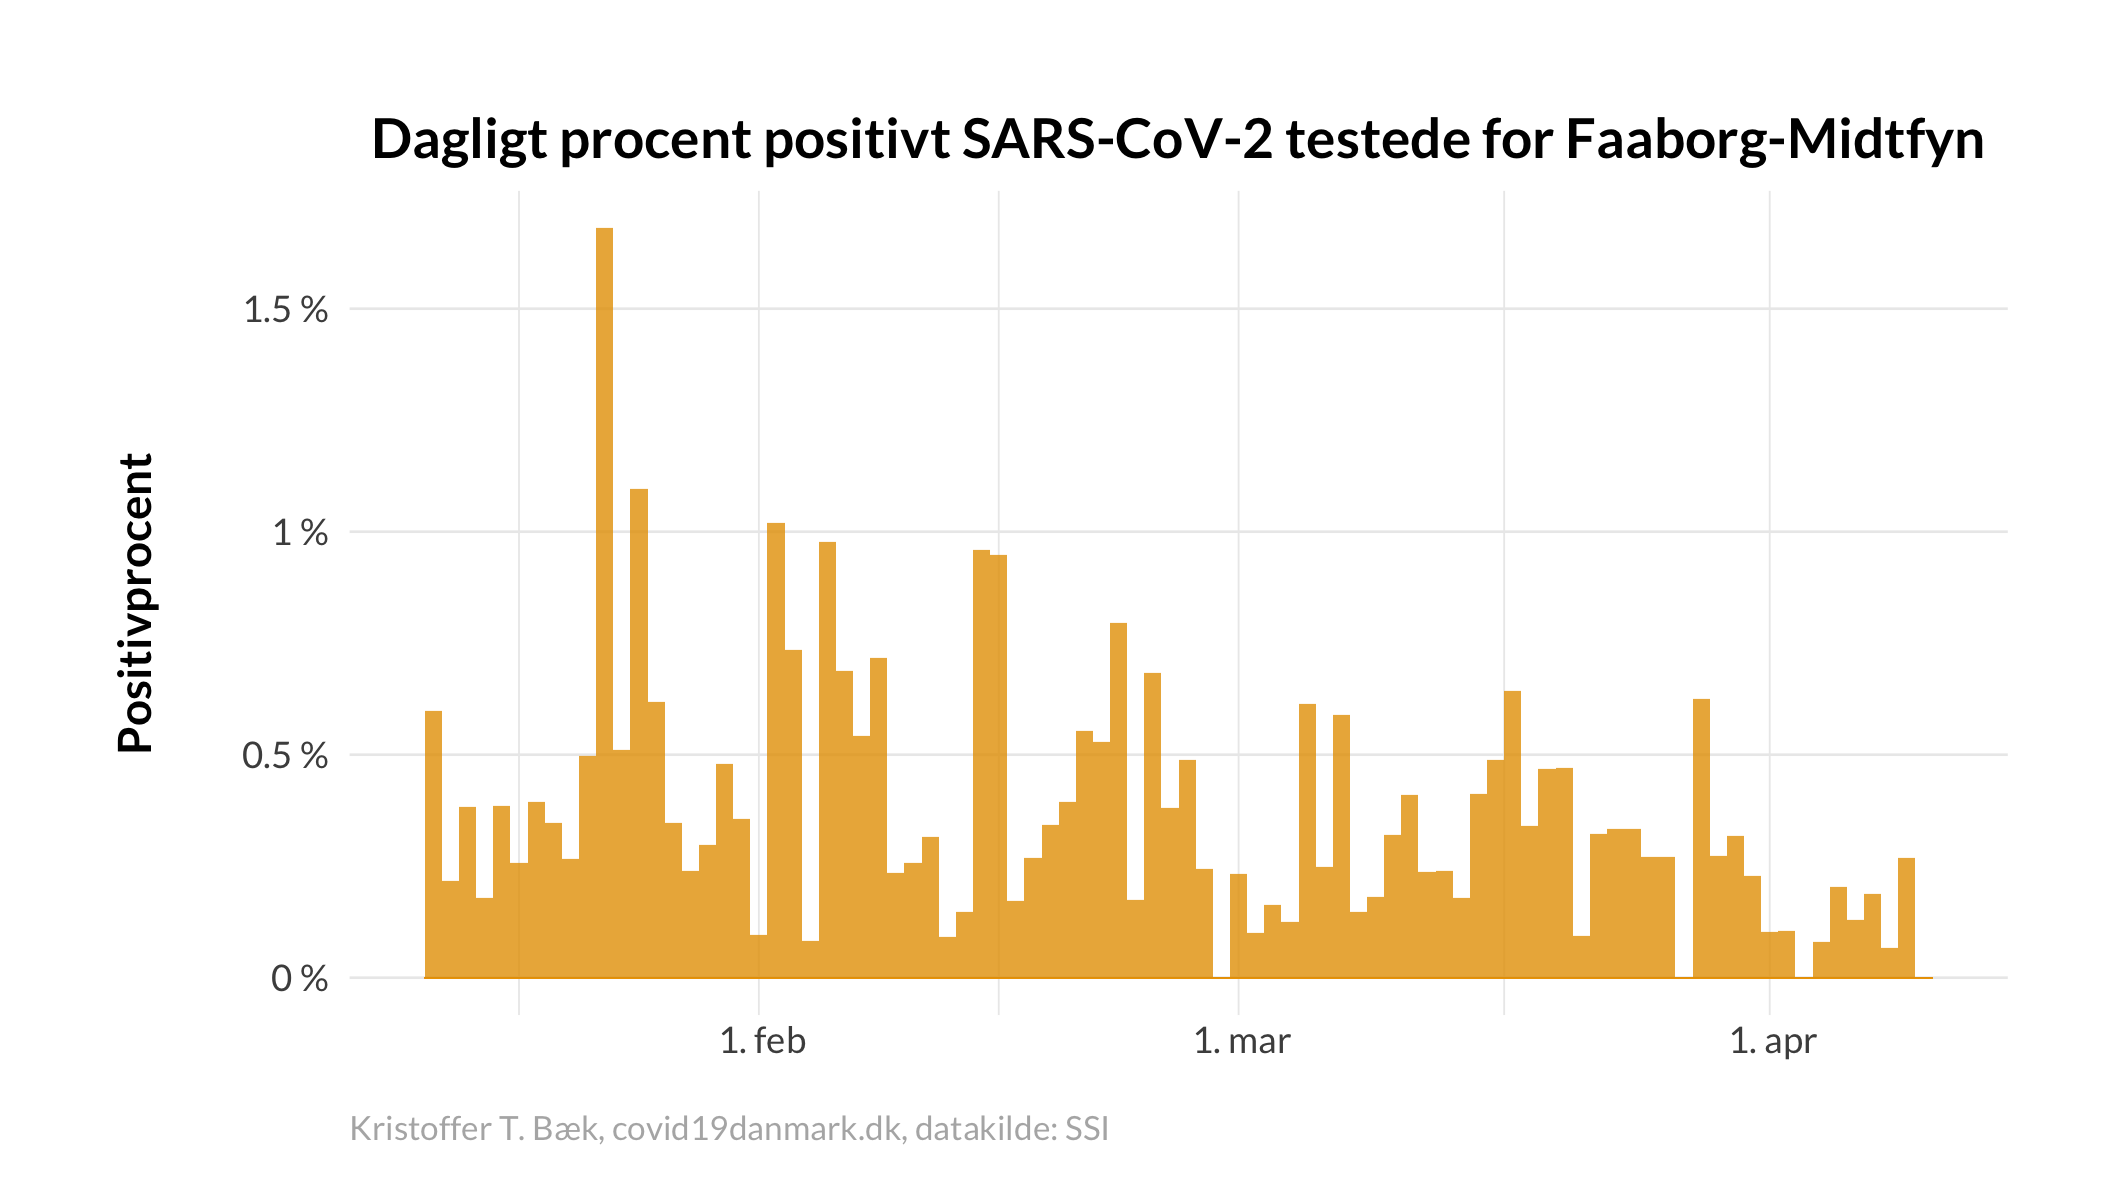 Dagligt procent positivt SARS-CoV-2 testede for Faaborg-Midtfyn
Positivprocent
1.5 %
1 %
0.5 %
0 %
1. feb
1. mar
1. apr
Kristoffer T. Bæk, covid19danmark.dk, datakilde: SSI